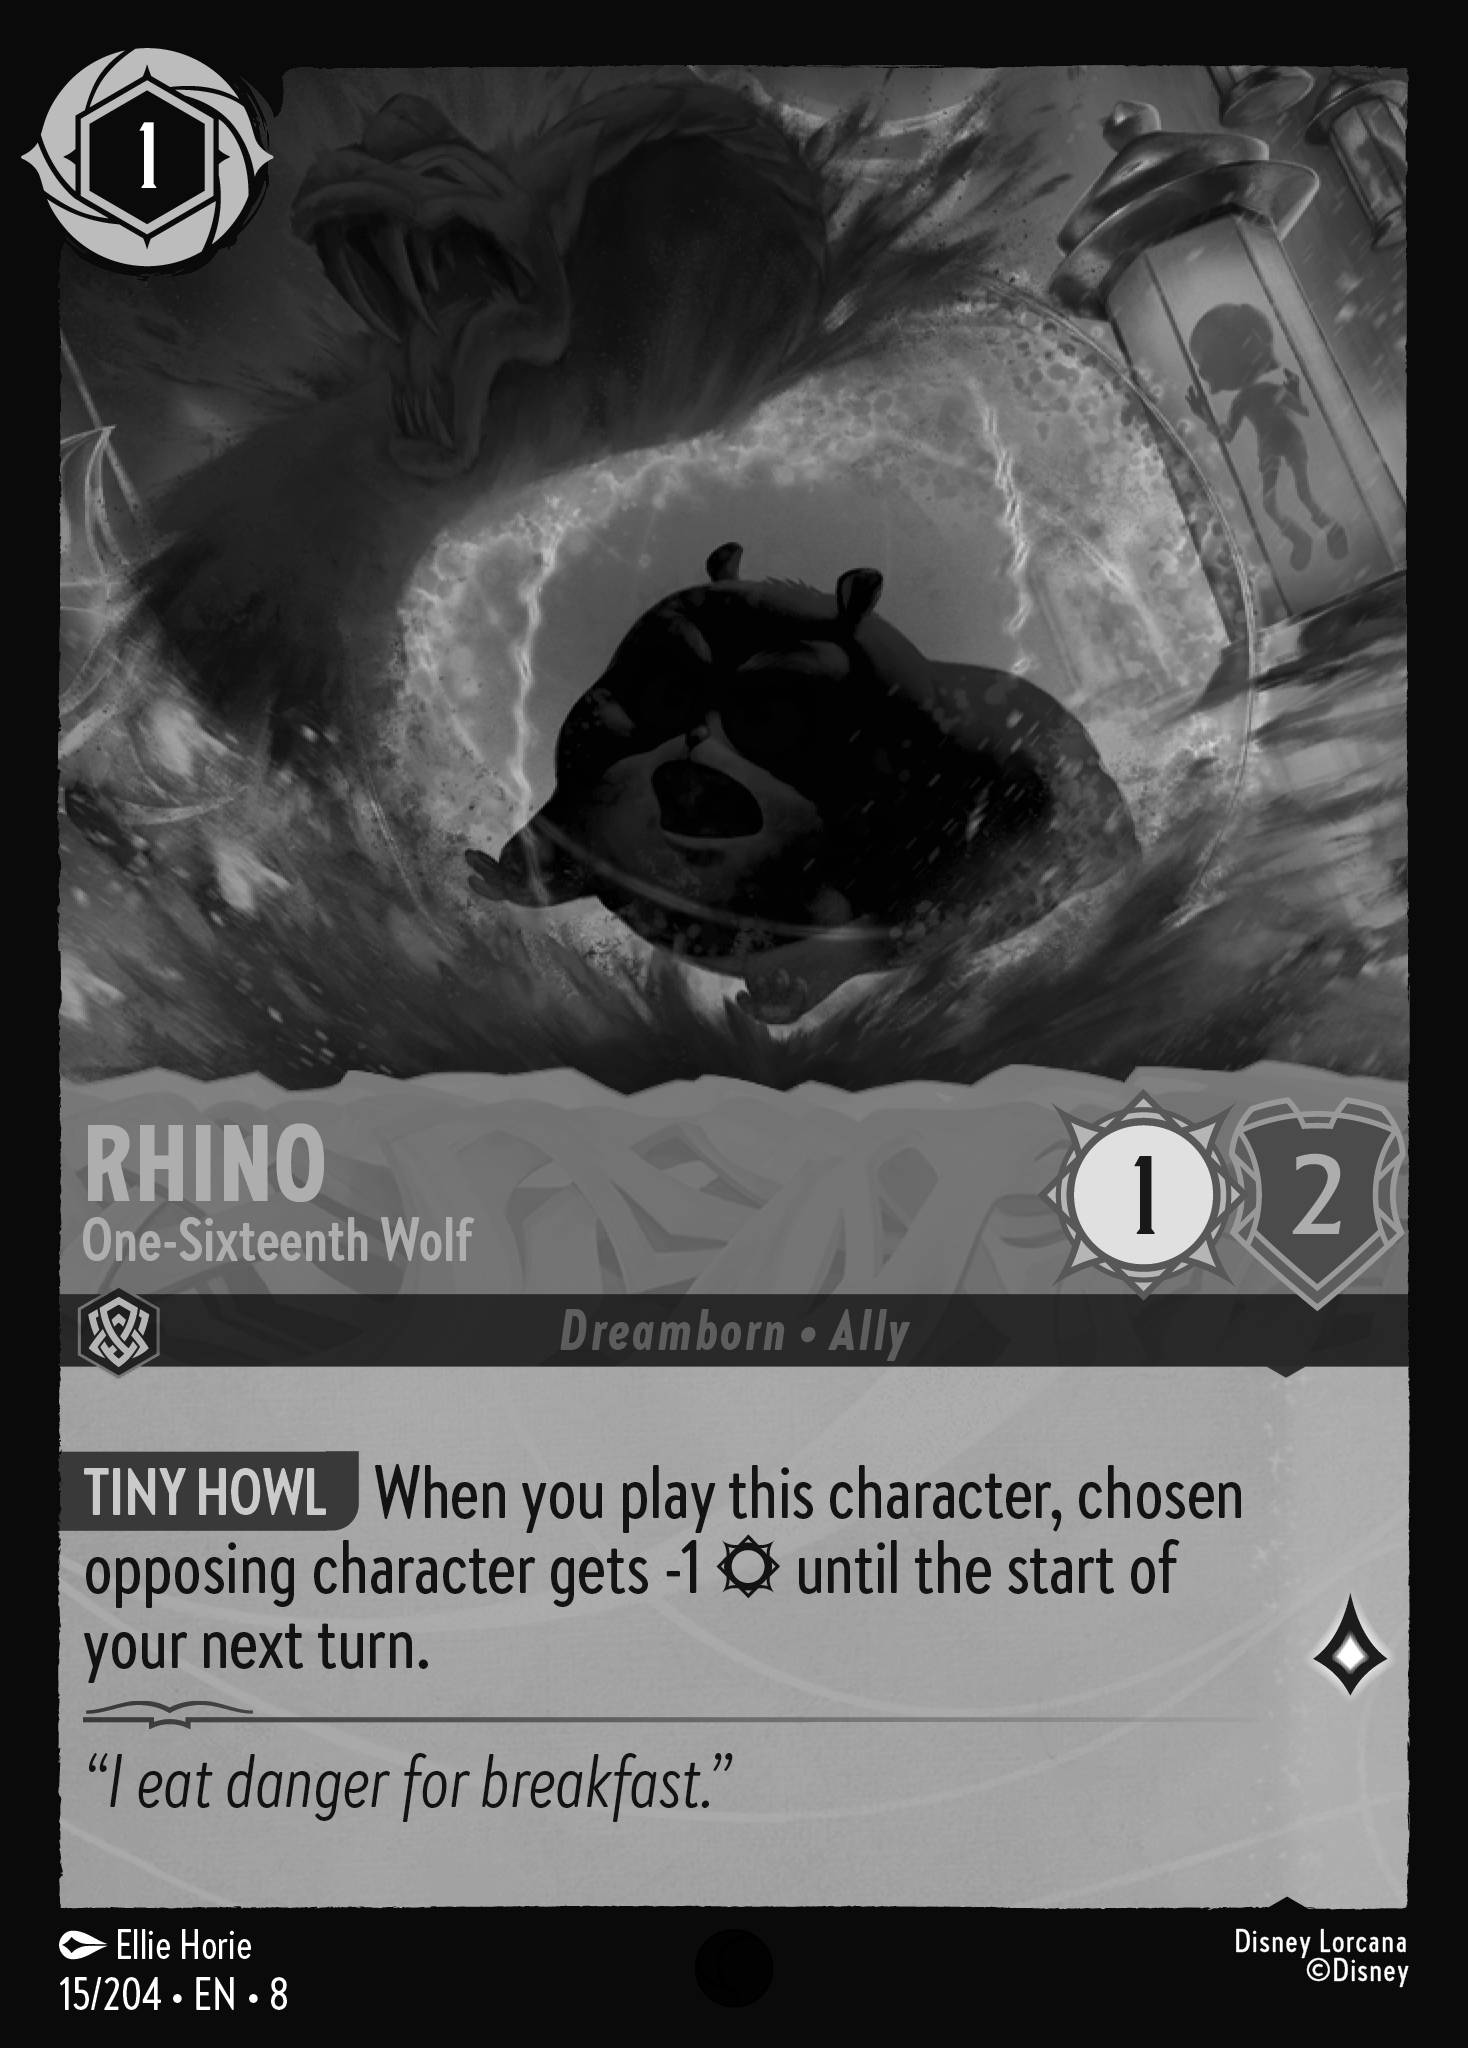 1
RHINO
One-Sixteenth Wolf
1
2
Dreamborn • Ally
TINY HOWL When you play this character, chosen
opposing character gets -1 until the start of
your next turn.
“I eat danger for breakfast.”
Ellie Horie
15/204 • EN • 8
Disney Lorcana
©Disney